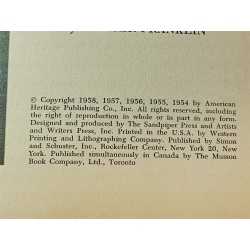 FRANKLIN
© Copyright 1958, 1957, 1956, 1955, 1954 by American
Heritage Publishing Co., Inc. All rights reserved, including
the right of reproduction in whole or part in any form.
Designed and produced by The Sandpiper Press and Artists
and Writers Press, Inc. Printed in the U.S.A. by Western
Printing and Lithographing Company. Published by Simon
and Schuster, Inc., Rockefeller Center, New York 20, New
York. Published simultaneously in Canada by The Musson
Book Company, Ltd., Toronto